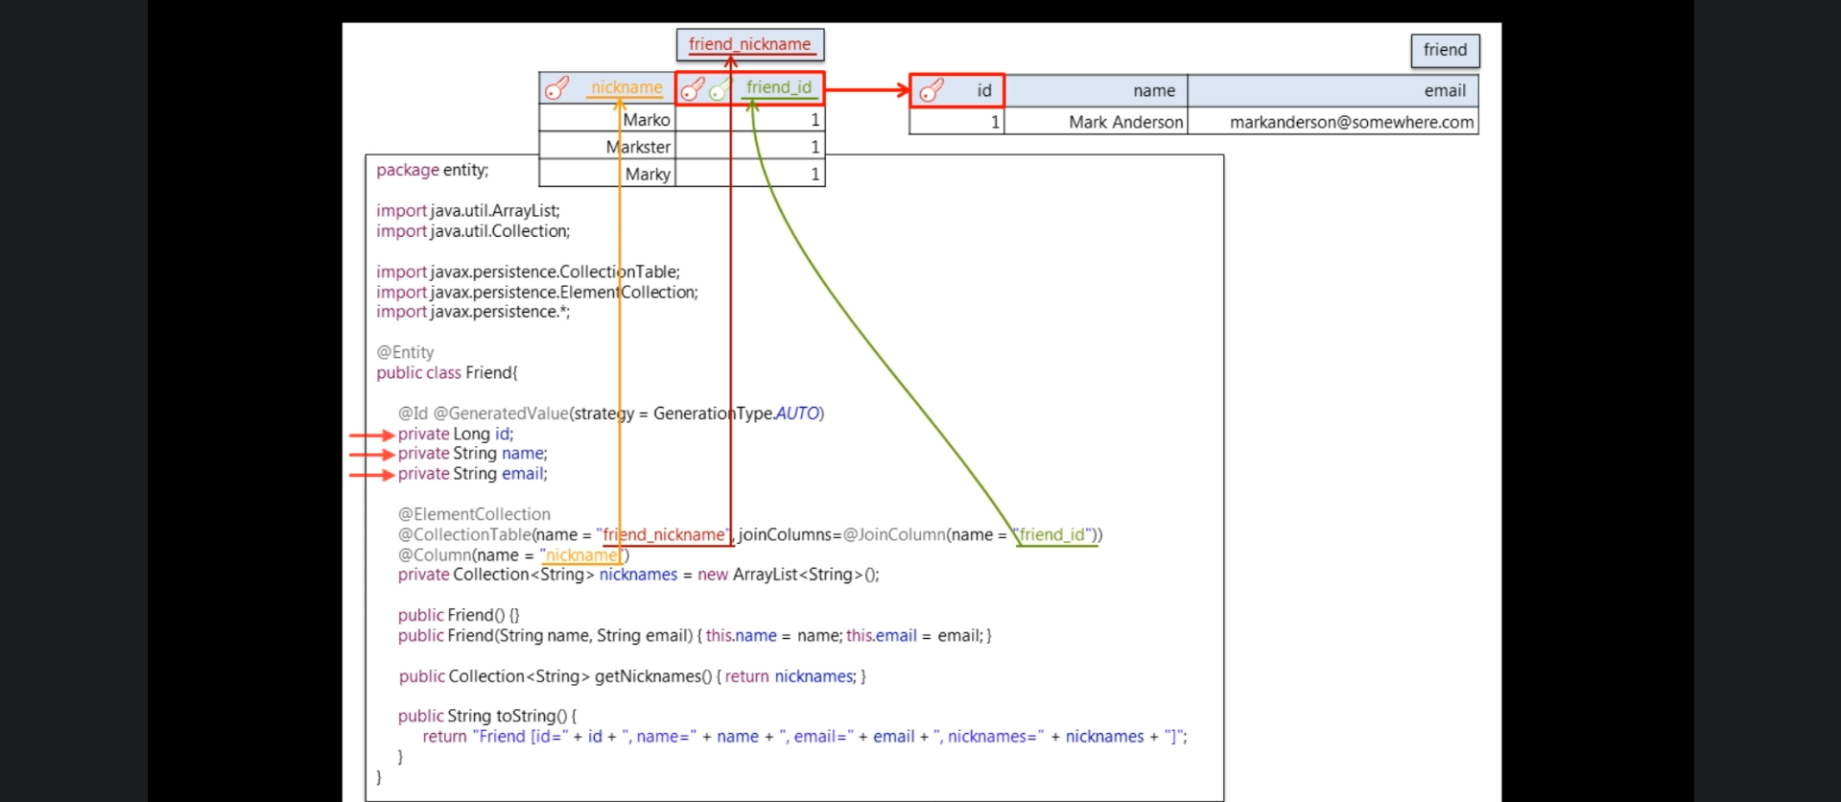 friend_nickname
friend
nickname friend_id
id name email
Marko 1
1 Mark Anderson markanderson@somewhere.com
Markster 1
Marky 1
package entity;
import java.util.ArrayList;
import java.util.Collection;
import javax.persistence.CollectionTable;
import javax.persistence.ElementCollection;
import javax.persistence.*;
@Entity
public class Friend{
@Id @GeneratedValue(strategy = GenerationType.AUTO)
private Long id;
private String name;
private String email;
@ElementCollection
@CollectionTable(name = "friend_nickname", joinColumns=@JoinColumn(name = "friend_id"))
@Column(name = "nickname")
private Collection<String> nicknames = new ArrayList<String>();
public Friend() {}
public Friend(String name, String email) { this.name = name; this.email = email; }
public Collection<String> getNicknames() { return nicknames; }
public String toString() {
return "Friend [id=" + id + ", name=" + name + ", email=" + email + ", nicknames=" + nicknames + "]";
}
}